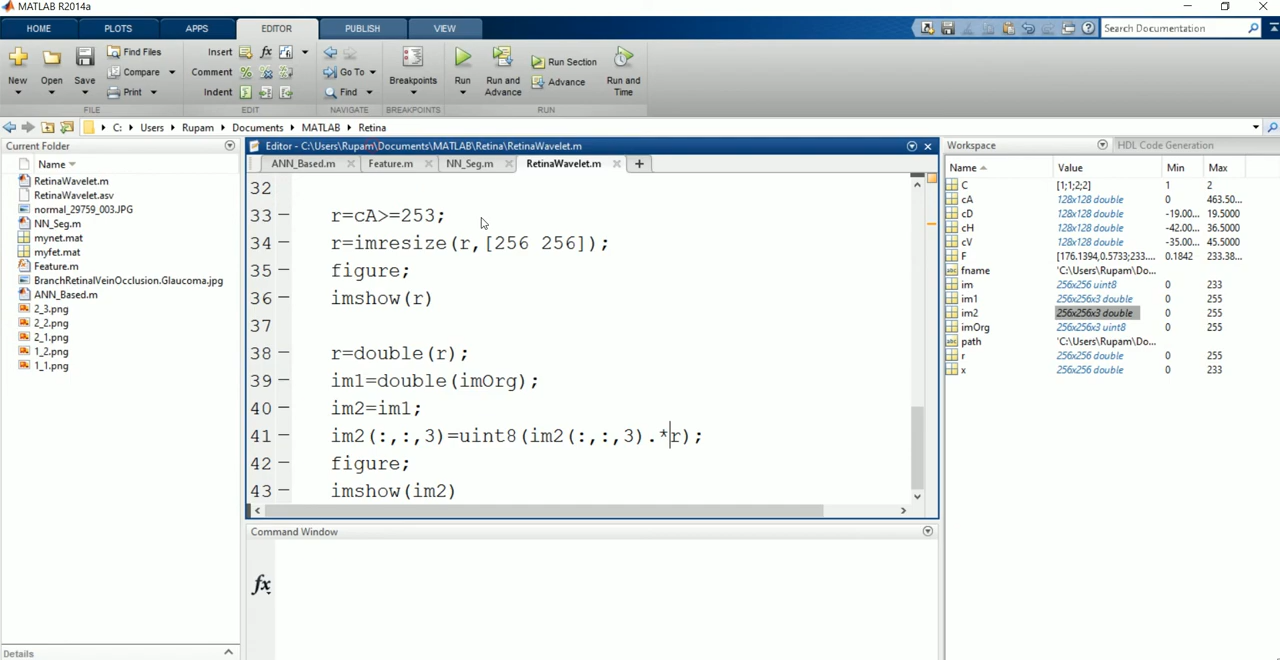 MATLAB R2014a
HOME PLOTS APPS EDITOR PUBLISH VIEW Search Documentation
New Open Save Find Files Compare Print Insert Comment Indent fx Go To Find Breakpoints Run Run and Advance Run Section Advance Run and Time
FILE EDIT NAVIGATE BREAKPOINTS RUN
C: Users Rupam Documents MATLAB Retina
Current Folder
Name
RetinaWavelet.m
RetinaWavelet.asv
normal_29759_003.JPG
NN_Seg.m
mynet.mat
myfet.mat
Feature.m
BranchRetinalVeinOcclusion.Glaucoma.jpg
ANN_Based.m
2_3.png
2_2.png
2_1.png
1_2.png
1_1.png
Details
Editor - C:\Users\Rupam\Documents\MATLAB\Retina\RetinaWavelet.m
ANN_Based.m Feature.m NN_Seg.m RetinaWavelet.m
32
33 r=cA>=253;
34 r=imresize(r,[256 256]);
35 figure;
36 imshow(r)
37
38 r=double(r);
39 im1=double(imOrg);
40 im2=im1;
41 im2(:,:,3)=uint8(im2(:,:,3).*r);
42 figure;
43 imshow(im2)
Command Window
fx
Workspace HDL Code Generation
Name Value Min Max
C [1;1;2;2] 1 2
cA 128x128 double 0 463.50...
cD 128x128 double -19.00... 19.5000
cH 128x128 double -42.00... 36.5000
cV 128x128 double -35.00... 45.5000
F [176.1394,0.5733;233.... 0.1842 233.38...
fname 'C:\Users\Rupam\Do...
im 256x256 uint8 0 233
im1 256x256x3 double 0 255
im2 256x256x3 double 0 255
imOrg 256x256x3 uint8 0 255
path 'C:\Users\Rupam\Do...
r 256x256 double 0 255
x 256x256 double 0 233